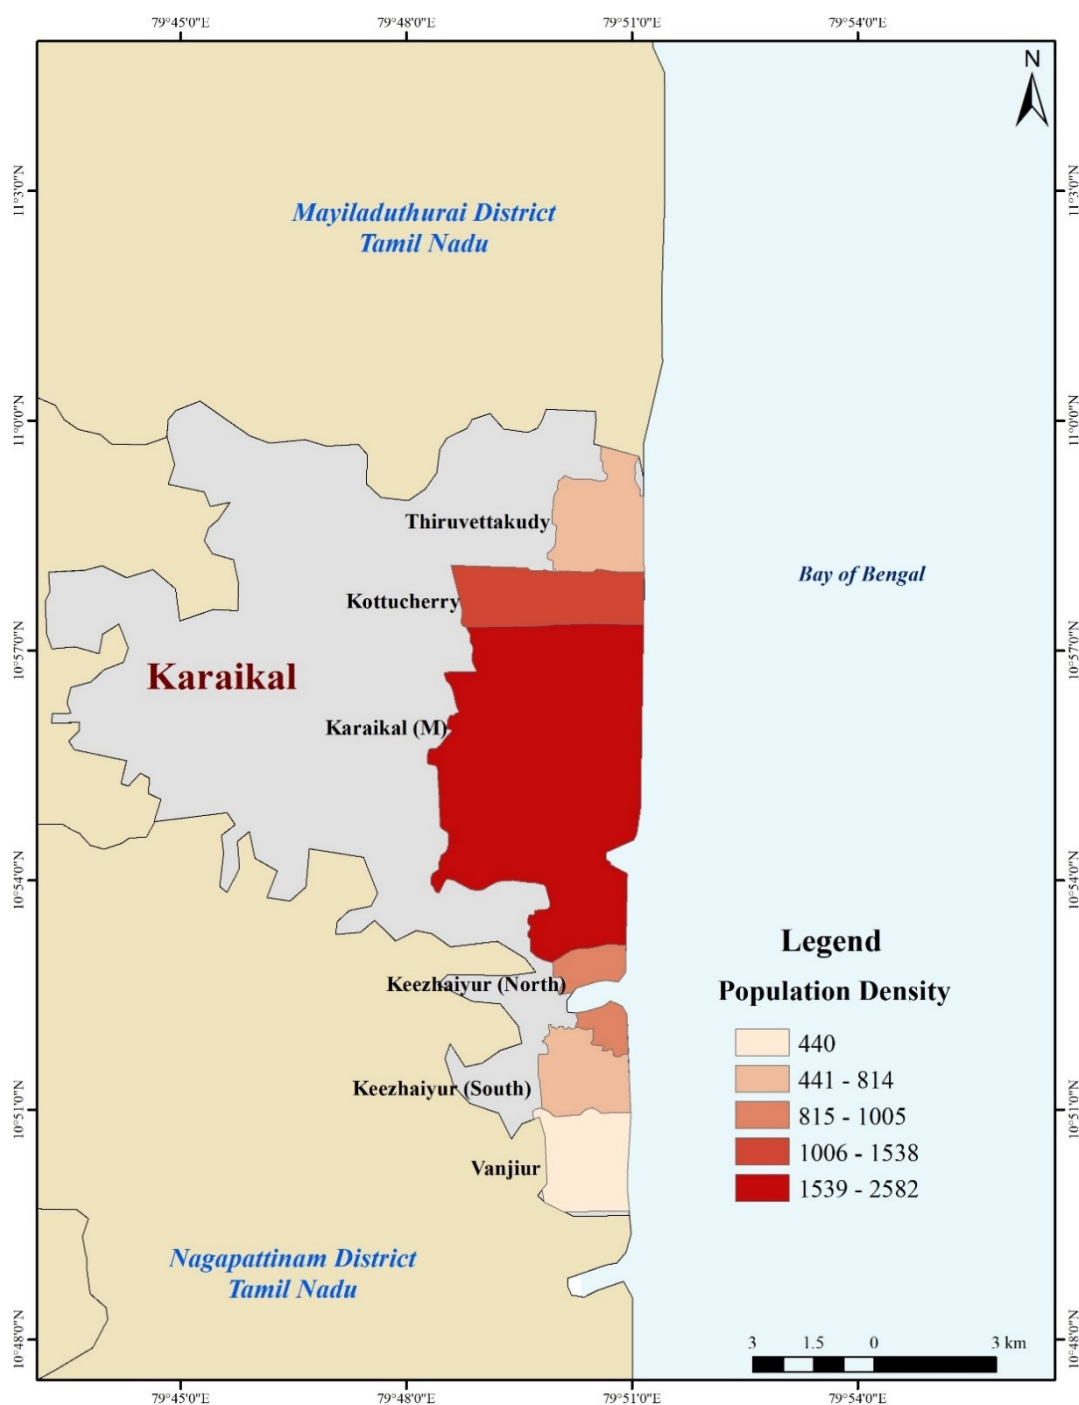 79°45'0"E
79°48'0"E
79°51'0"E
79°54'0"E
N
11°3'0"N
11°3'0"N
Mayiladuthurai District
Tamil Nadu
11°0'0"N
11°0'0"N
Thiruvettakudy
Bay of Bengal
Kottucherry
10°57'0"N
10°57'0"N
Karaikal
Karaikal (M)
10°54'0"N
10°54'0"N
Legend
Keezhaiyur (North)
Population Density
440
Keezhaiyur (South)
441 - 814
10°51'0"N
10°51'0"N
815 - 1005
1006 - 1538
Vanjiur
1539 - 2582
Nagapattinam District
Tamil Nadu
10°48'0"N
10°48'0"N
3 1.5 0 3 km
79°45'0"E
79°48'0"E
79°51'0"E
79°54'0"E